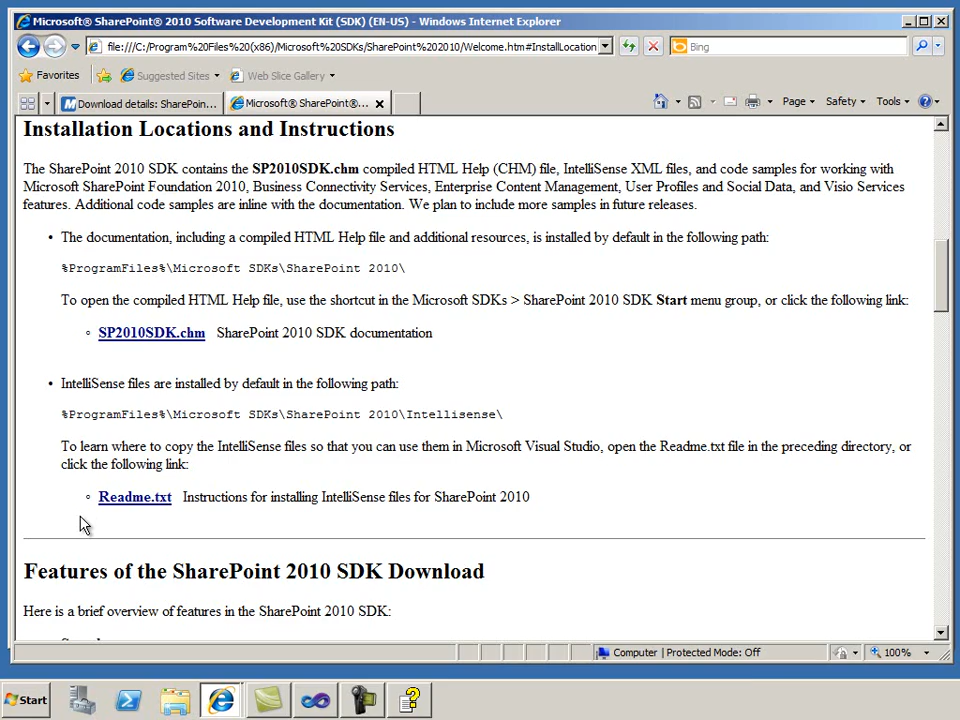 Microsoft® SharePoint® 2010 Software Development Kit (SDK) (EN-US) - Windows Internet Explorer
file:///C:/Program%20Files%20(x86)/Microsoft%20SDKs/SharePoint%202010/Welcome.htm#InstallLocation
Bing
Favorites
Suggested Sites
Web Slice Gallery
Download details: SharePoin...
Microsoft® SharePoint®...
Page
Safety
Tools
Installation Locations and Instructions
The SharePoint 2010 SDK contains the SP2010SDK.chm compiled HTML Help (CHM) file, IntelliSense XML files, and code samples for working with
Microsoft SharePoint Foundation 2010, Business Connectivity Services, Enterprise Content Management, User Profiles and Social Data, and Visio Services
features. Additional code samples are inline with the documentation. We plan to include more samples in future releases.
• The documentation, including a compiled HTML Help file and additional resources, is installed by default in the following path:
%ProgramFiles%\Microsoft SDKs\SharePoint 2010\
To open the compiled HTML Help file, use the shortcut in the Microsoft SDKs > SharePoint 2010 SDK Start menu group, or click the following link:
◦ SP2010SDK.chm SharePoint 2010 SDK documentation
• IntelliSense files are installed by default in the following path:
%ProgramFiles%\Microsoft SDKs\SharePoint 2010\Intellisense\
To learn where to copy the IntelliSense files so that you can use them in Microsoft Visual Studio, open the Readme.txt file in the preceding directory, or
click the following link:
◦ Readme.txt Instructions for installing IntelliSense files for SharePoint 2010
Features of the SharePoint 2010 SDK Download
Here is a brief overview of features in the SharePoint 2010 SDK:
Computer | Protected Mode: Off
100%
Start